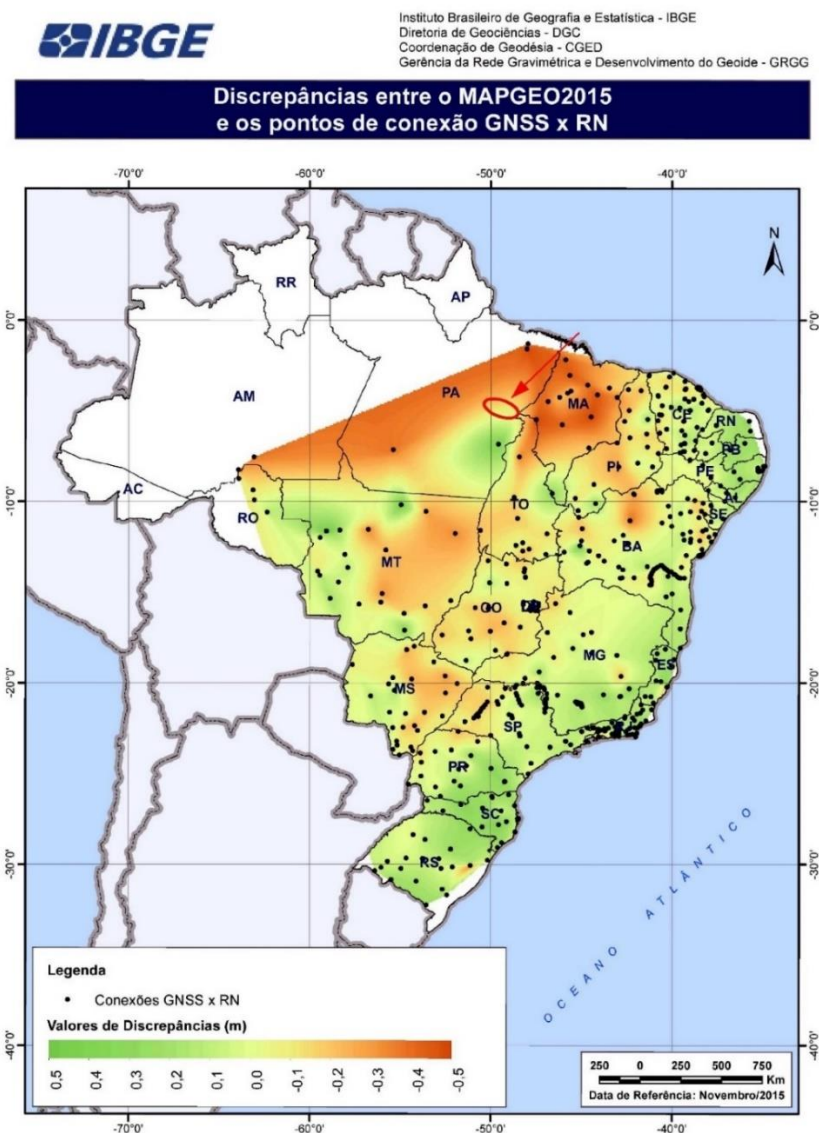 IBGE
Instituto Brasileiro de Geografia e Estatística - IBGE
Diretoria de Geociências - DGC
Coordenação de Geodésia - CGED
Gerência da Rede Gravimétrica e Desenvolvimento do Geoide - GRGG
Discrepâncias entre o MAPGEO2015
e os pontos de conexão GNSS x RN
-70°0' -60°0' -50°0' -40°0'
N
RR
AP
0°0' 0°0'
AM
PA
MA
CE
RN
PB
PI
PE
AC
AL
-10°0' -10°0'
RO
TO
SE
BA
MT
GO
DF
MG
ES
-20°0' -20°0'
MS
SP
PR
SC
-30°0' -30°0'
RS
OCEANO ATLÂNTICO
Legenda
Conexões GNSS x RN
Valores de Discrepâncias (m)
0,5 0,4 0,3 0,2 0,1 0,0 -0,1 -0,2 -0,3 -0,4 -0,5
-40°0' -40°0'
250 0 250 500 750
Km
Data de Referência: Novembro/2015
-70°0' -60°0' -50°0' -40°0'